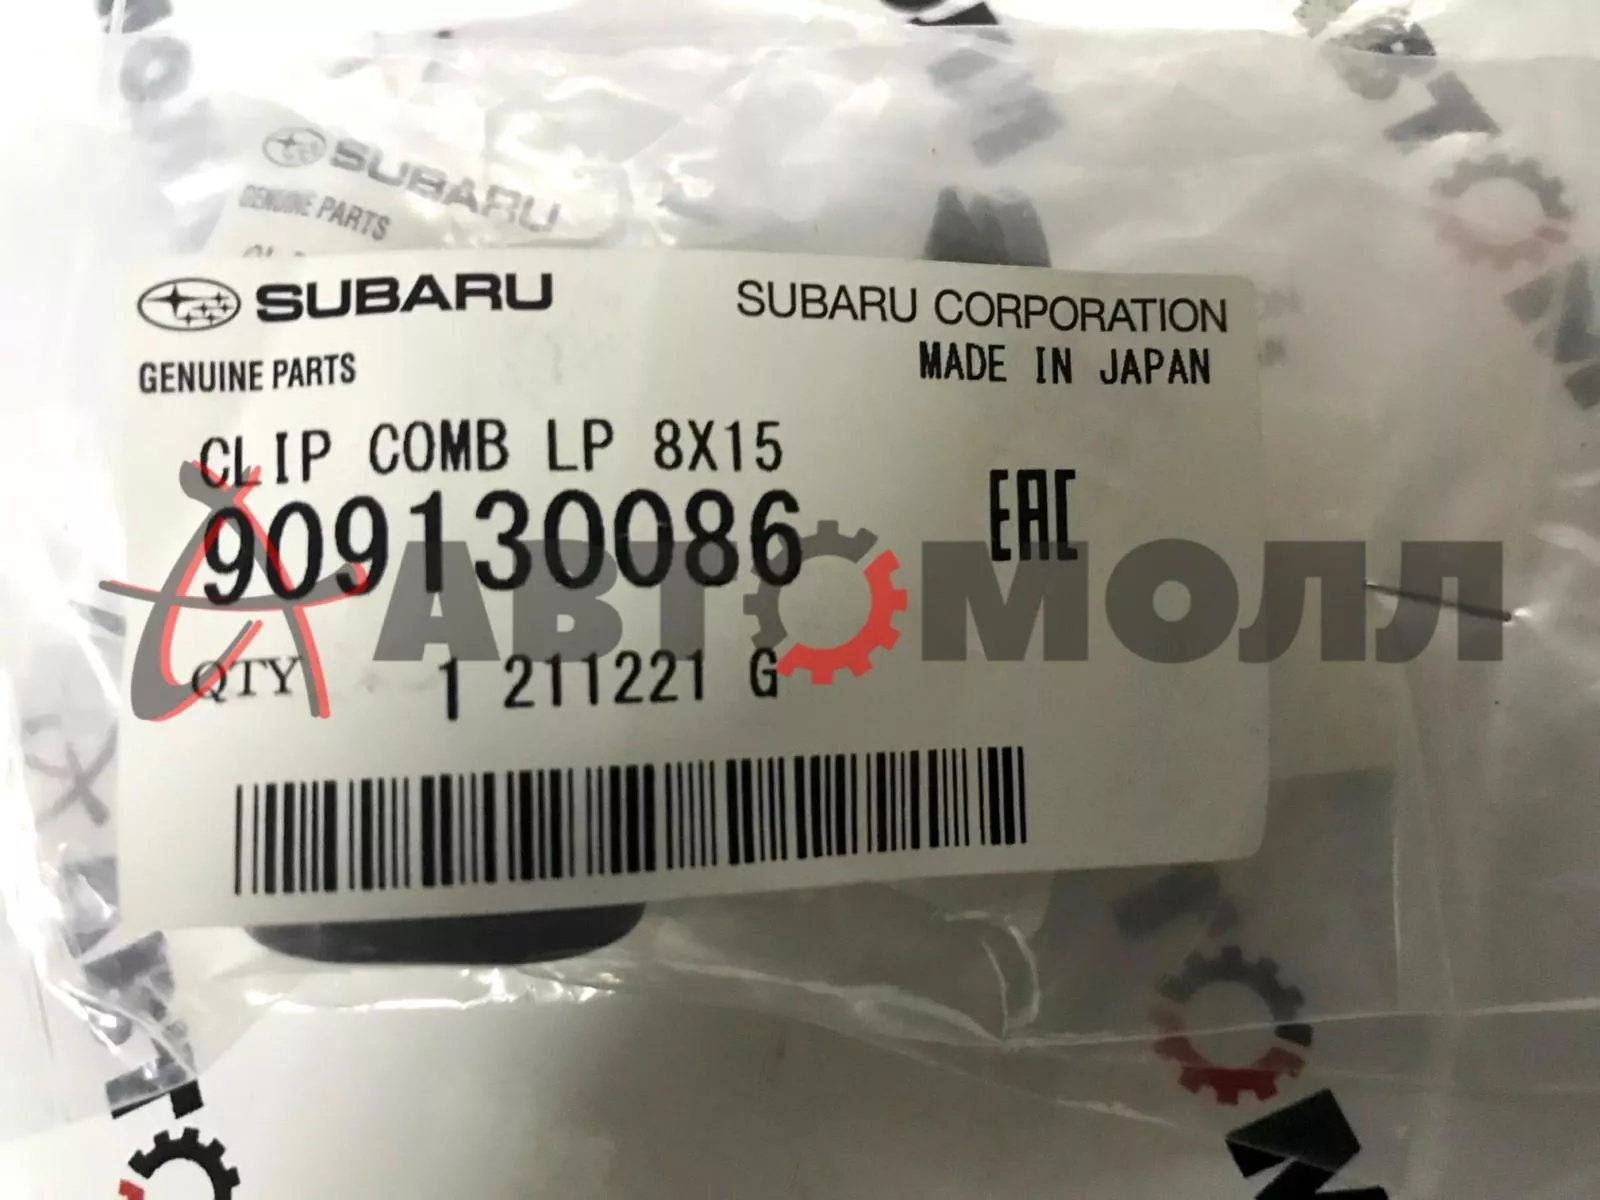 SUBARU
GENUINE PARTS
SUBARU
SUBARU CORPORATION
GENUINE PARTS
MADE IN JAPAN
CLIP COMB LP 8X15
909130086
EAC
АВТОМОЛЛ
QTY 1 211221 G